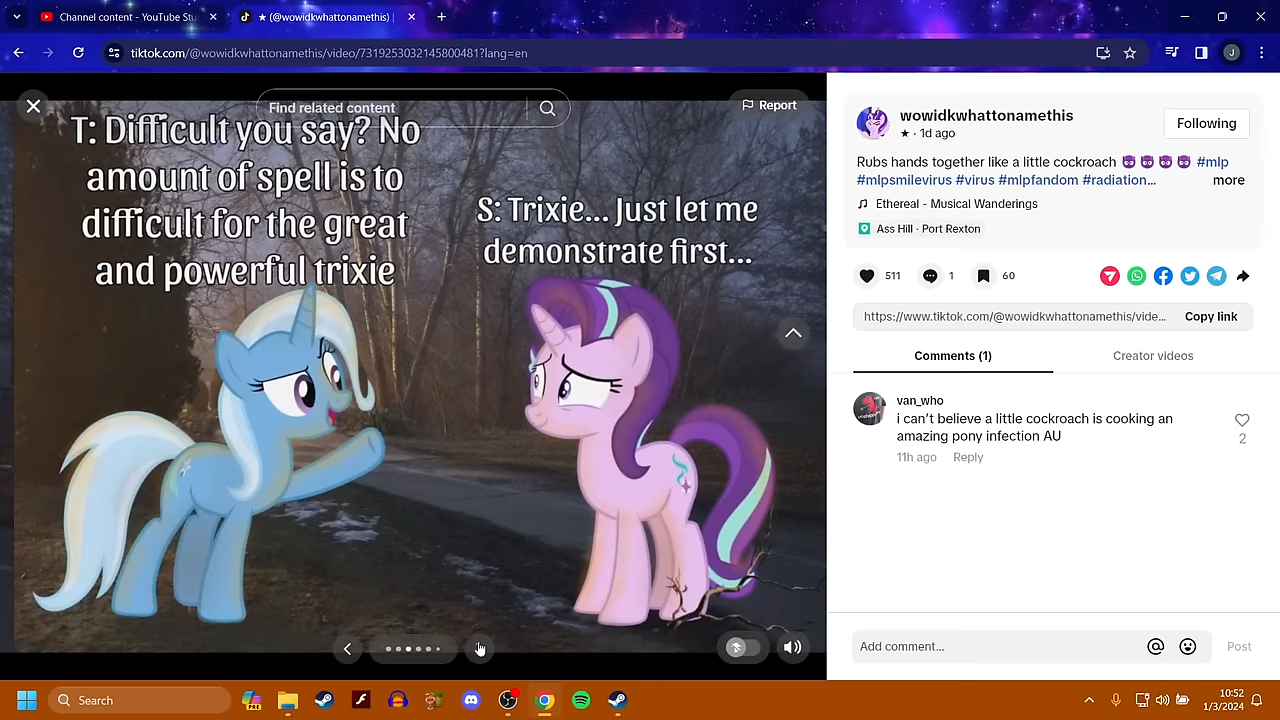 Channel content - YouTube Stu
★ (@wowidkwhattonamethis) |
tiktok.com/@wowidkwhattonamethis/video/7319253032145800481?lang=en
J
Find related content
Report
T: Difficult you say? No
amount of spell is to
difficult for the great
and powerful trixie
S: Trixie... Just let me
demonstrate first...
wowidkwhattonamethis
★ · 1d ago
Following
Rubs hands together like a little cockroach 😈 😈 😈 😈 #mlp
#mlpsmilevirus #virus #mlpfandom #radiation...
more
Ethereal - Musical Wanderings
Ass Hill · Port Rexton
511
1
60
https://www.tiktok.com/@wowidkwhattonamethis/vide...
Copy link
Comments (1)
Creator videos
van_who
i can't believe a little cockroach is cooking an
amazing pony infection AU
11h ago
Reply
2
Add comment...
Post
Search
PRE
10:52
1/3/2024